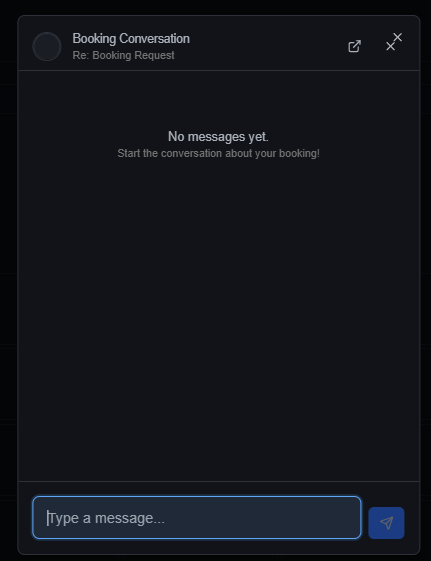 Booking Conversation
Re: Booking Request
No messages yet.
Start the conversation about your booking!
Type a message...